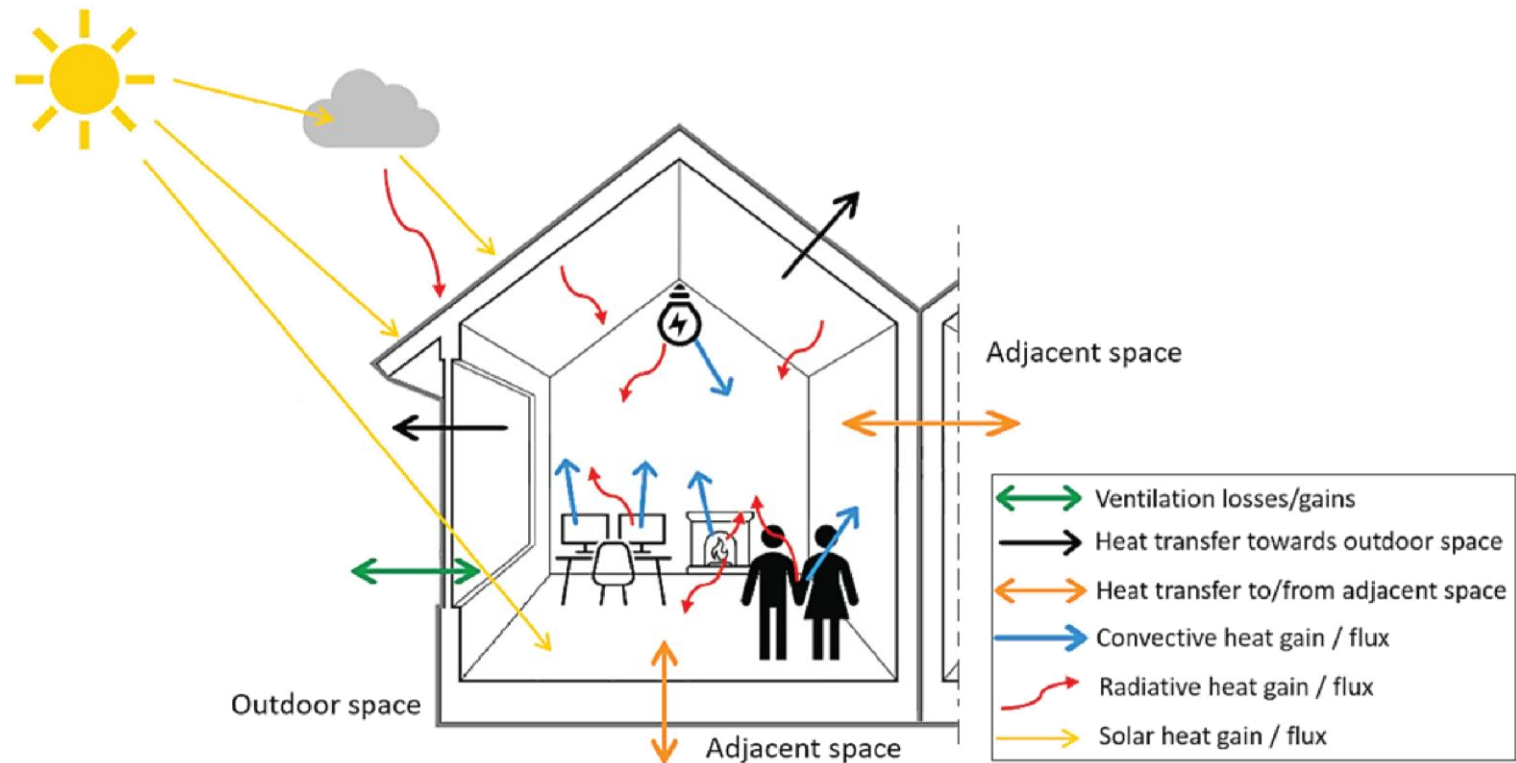 Adjacent space
Ventilation losses/gains
Heat transfer towards outdoor space
Heat transfer to/from adjacent space
Convective heat gain / flux
Radiative heat gain / flux
Solar heat gain / flux
Outdoor space
Adjacent space